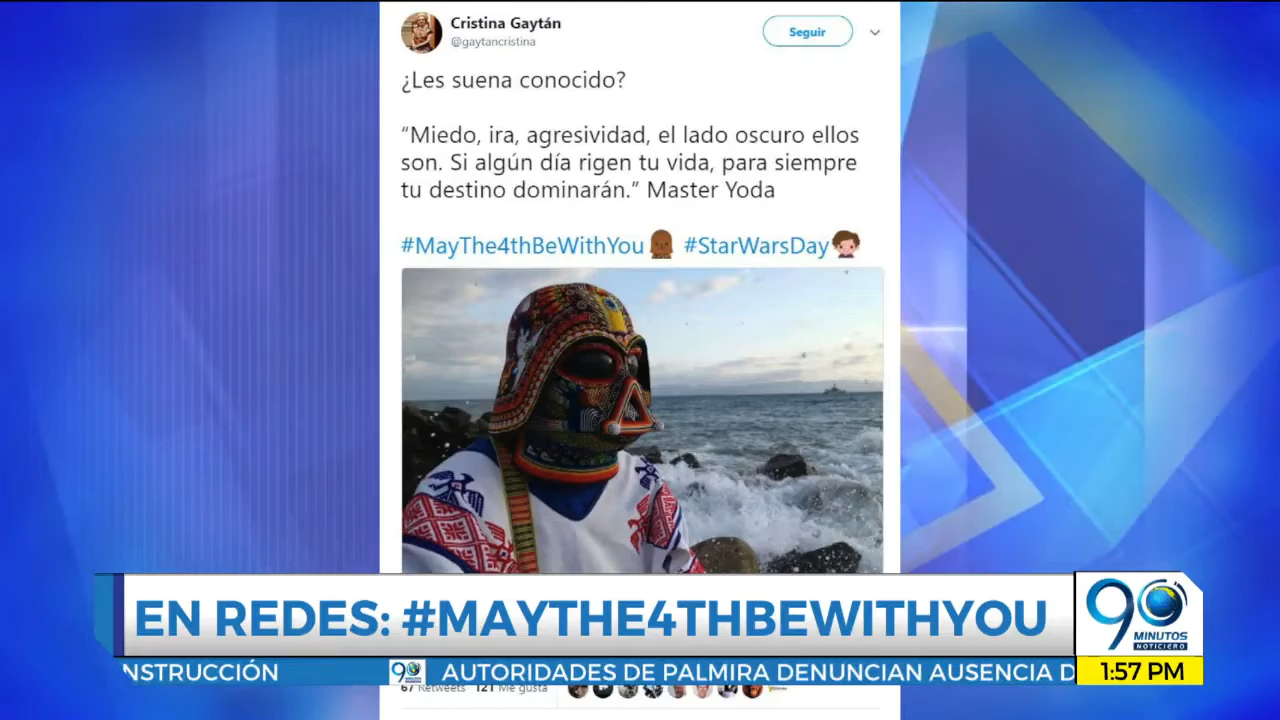 Cristina Gaytán
@gaytancristina
Seguir
¿Les suena conocido?
“Miedo, ira, agresividad, el lado oscuro ellos
son. Si algún día rigen tu vida, para siempre
tu destino dominarán.” Master Yoda
#MayThe4thBeWithYou #StarWarsDay
EN REDES: #MAYTHE4THBEWITHYOU
90
MINUTOS
NOTICIERO
NSTRUCCIÓN
90
AUTORIDADES DE PALMIRA DENUNCIAN AUSENCIA D
1:57 PM
67 Retweets 121 Me gusta